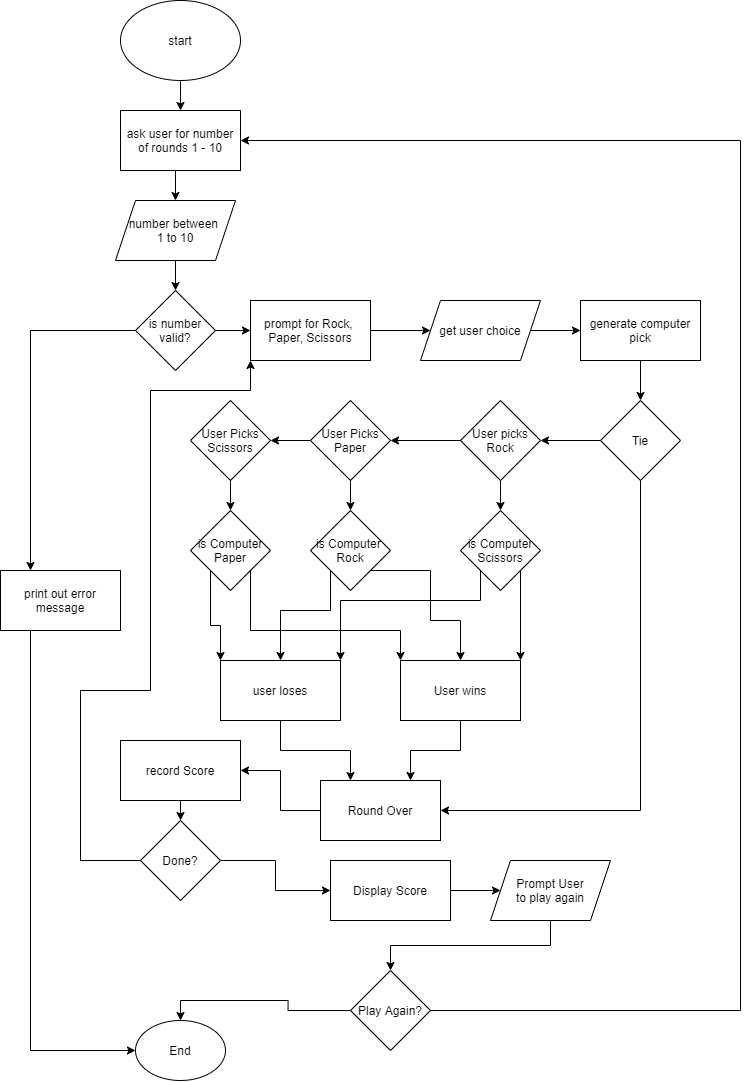 start
ask user for number
of rounds 1 - 10
number between
1 to 10
is number
valid?
prompt for Rock,
Paper, Scissors
get user choice
generate computer
pick
User Picks
Scissors
User Picks
Paper
User picks
Rock
Tie
is Computer
Paper
is Computer
Rock
is Computer
Scissors
print out error
message
user loses
User wins
record Score
Round Over
Done?
Display Score
Prompt User
to play again
Play Again?
End